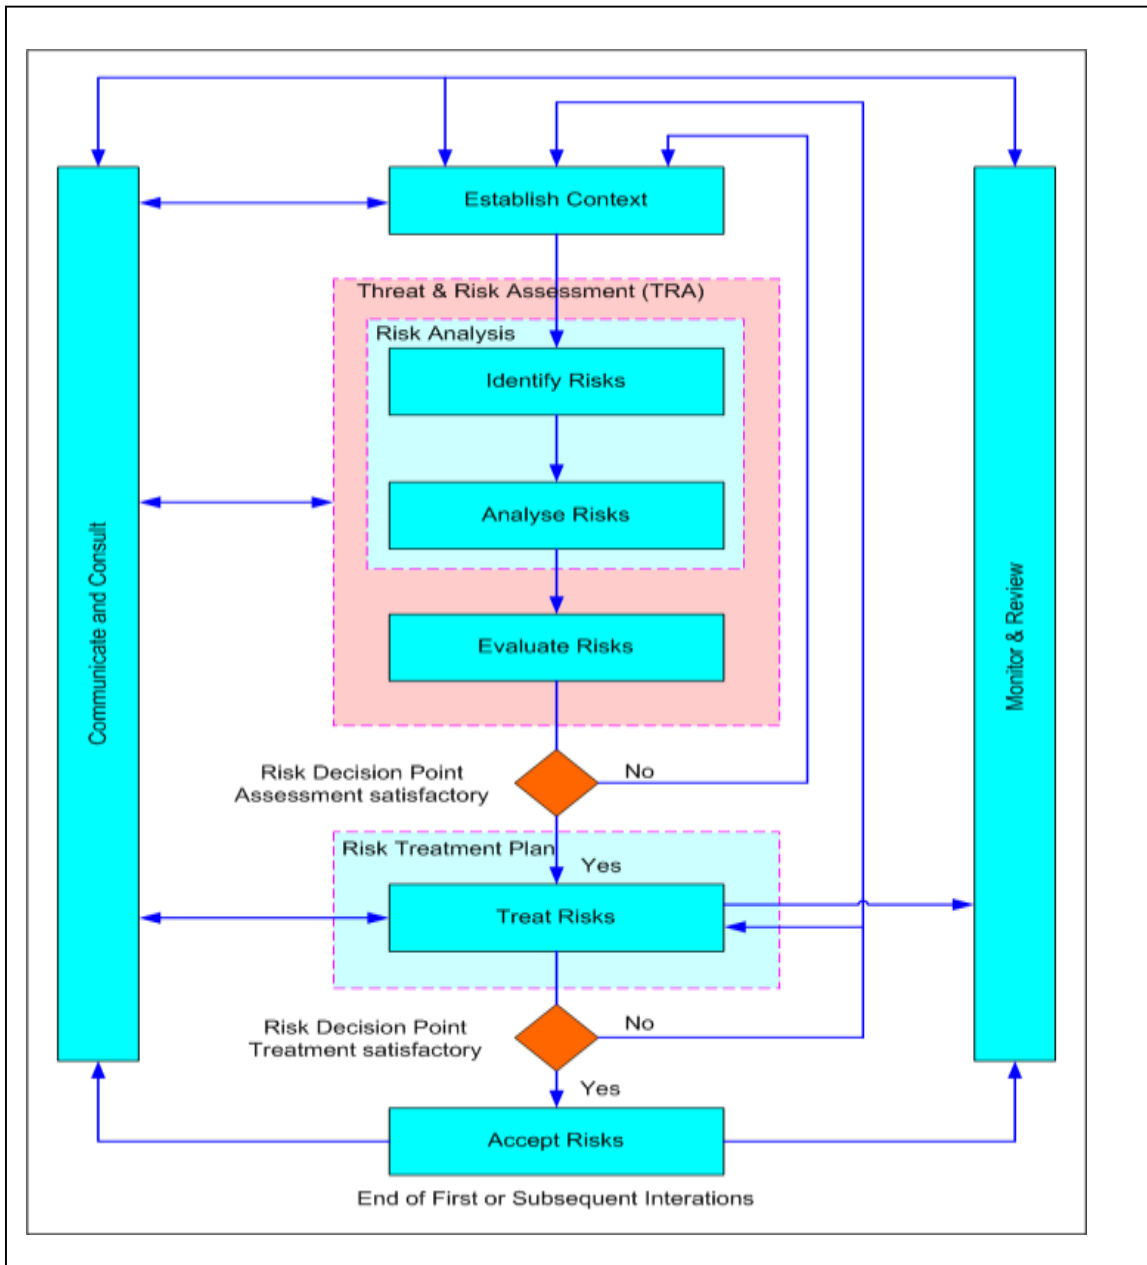 Establish Context
Threat & Risk Assessment (TRA)
Risk Analysis
Identify Risks
Analyse Risks
Evaluate Risks
Communicate and Consult
Monitor & Review
Risk Decision Point
Assessment satisfactory
No
Risk Treatment Plan
Yes
Treat Risks
Risk Decision Point
Treatment satisfactory
No
Yes
Accept Risks
End of First or Subsequent Interations